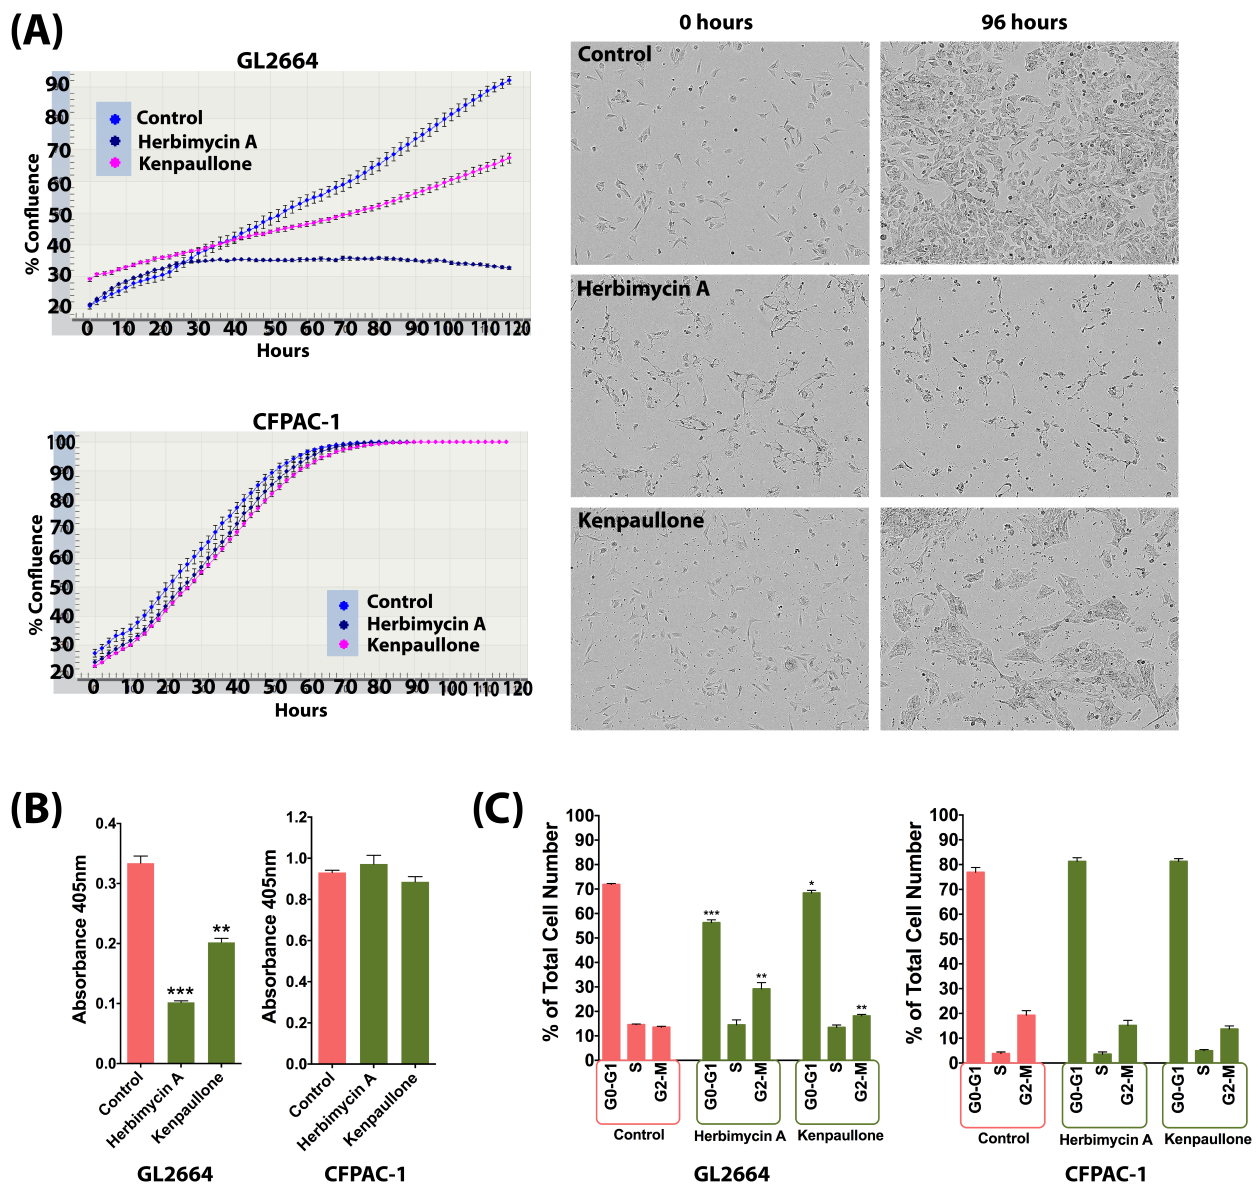 (A)
GL2664
90
80
70
60
50
40
30
20
% Confluence
Control
Herbimycin A
Kenpaullone
0 10 20 30 40 50 60 70 80 90 100 110 120
Hours
CFPAC-1
100
90
80
70
60
50
40
30
20
% Confluence
Control
Herbimycin A
Kenpaullone
0 10 20 30 40 50 60 70 80 90 100 110 120
Hours
0 hours 96 hours
Control
Herbimycin A
Kenpaullone
(B)
Absorbance 405nm
0.4
0.3
0.2
0.1
0.0
***
**
Control
Herbimycin A
Kenpaullone
GL2664
Absorbance 405nm
1.2
1.0
0.8
0.6
0.4
0.2
0.0
Control
Herbimycin A
Kenpaullone
CFPAC-1
(C)
% of Total Cell Number
100
90
80
70
60
50
40
30
20
10
0
***
**
*
**
G0-G1 S G2-M G0-G1 S G2-M G0-G1 S G2-M
Control Herbimycin A Kenpaullone
GL2664
% of Total Cell Number
100
90
80
70
60
50
40
30
20
10
0
G0-G1 S G2-M G0-G1 S G2-M G0-G1 S G2-M
Control Herbimycin A Kenpaullone
CFPAC-1